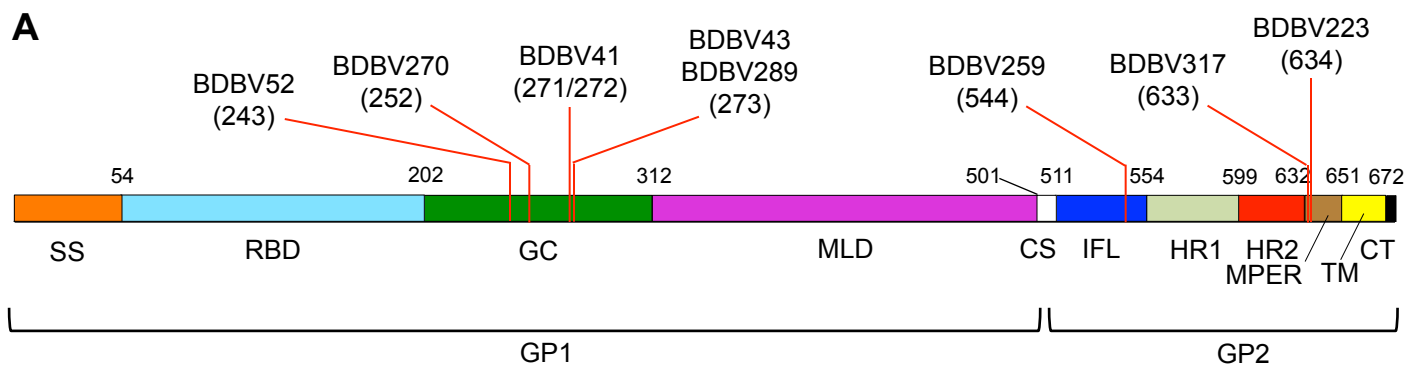 A
BDBV52
(243)
BDBV270
(252)
BDBV41
(271/272)
BDBV43
BDBV289
(273)
BDBV259
(544)
BDBV317
(633)
BDBV223
(634)
54 202 312 501 511 554 599 632 651 672
SS RBD GC MLD CS IFL HR1 HR2 MPER TM CT
GP1 GP2